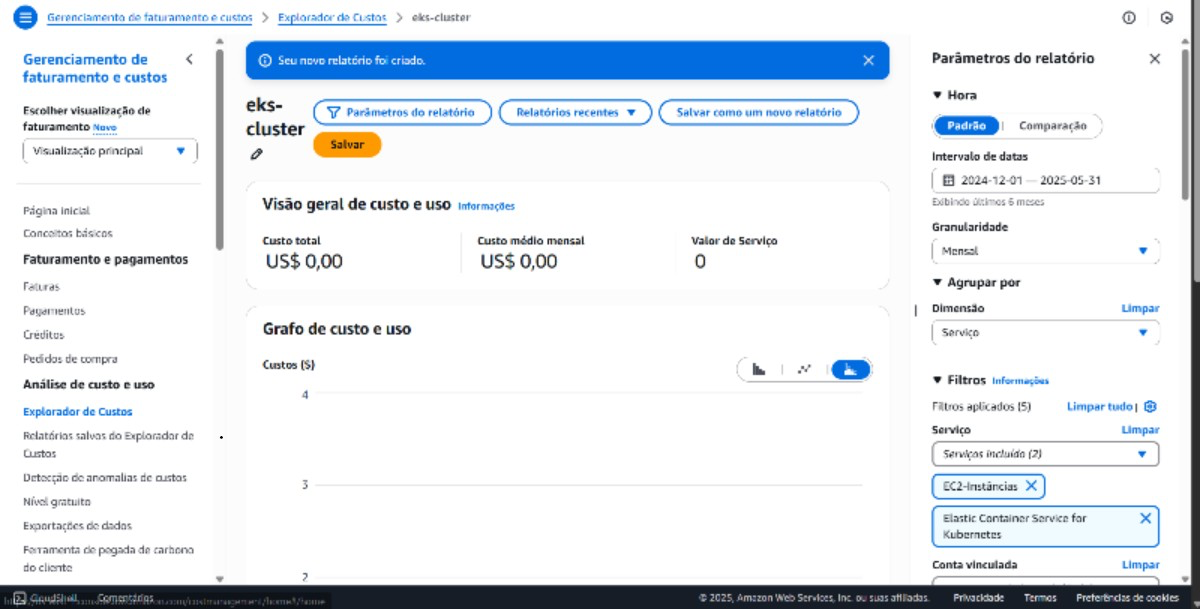 Gerenciamento de faturamento e custos > Explorador de Custos > eks-cluster
Gerenciamento de
faturamento e custos
Escolher visualização de
faturamento Novo
Visualização principal
Página inicial
Conceitos básicos
Faturamento e pagamentos
Faturas
Pagamentos
Créditos
Pedidos de compra
Análise de custo e uso
Explorador de Custos
Relatórios salvos do Explorador de
Custos
Detecção de anomalias de custos
Nível gratuito
Exportações de dados
Ferramenta de pegada de carbono
do cliente
Seu novo relatório foi criado.
eks-
cluster
Parâmetros do relatório
Relatórios recentes
Salvar como um novo relatório
Salvar
Visão geral de custo e uso Informações
Custo total
US$ 0,00
Custo médio mensal
US$ 0,00
Valor de Serviço
0
Grafo de custo e uso
Custos ($)
4
3
2
Parâmetros do relatório
Hora
Padrão
Comparação
Intervalo de datas
2024-12-01 — 2025-05-31
Exibindo últimos 6 meses
Granularidade
Mensal
Agrupar por
Dimensão Limpar
Serviço
Filtros Informações
Filtros aplicados (5) Limpar tudo
Serviço Limpar
Serviços incluído (2)
EC2-Instâncias
Elastic Container Service for
Kubernetes
Conta vinculada Limpar
CloudShell Comentários
© 2025, Amazon Web Services, Inc. ou suas afiliadas. Privacidade Termos Preferências de cookies